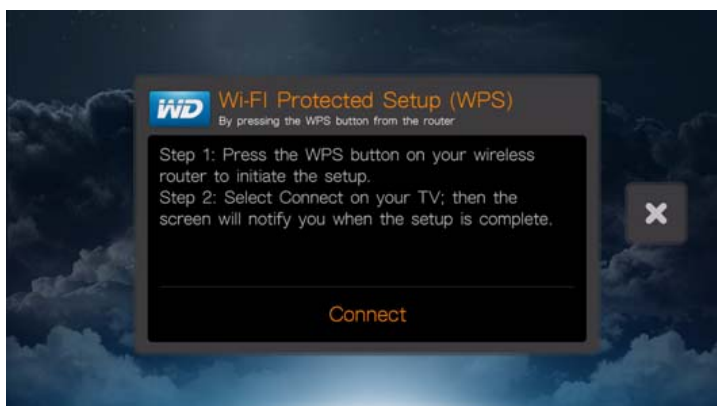 WD
Wi-FI Protected Setup (WPS)
By pressing the WPS button from the router
Step 1: Press the WPS button on your wireless
router to initiate the setup.
Step 2: Select Connect on your TV; then the
screen will notify you when the setup is complete.
Connect